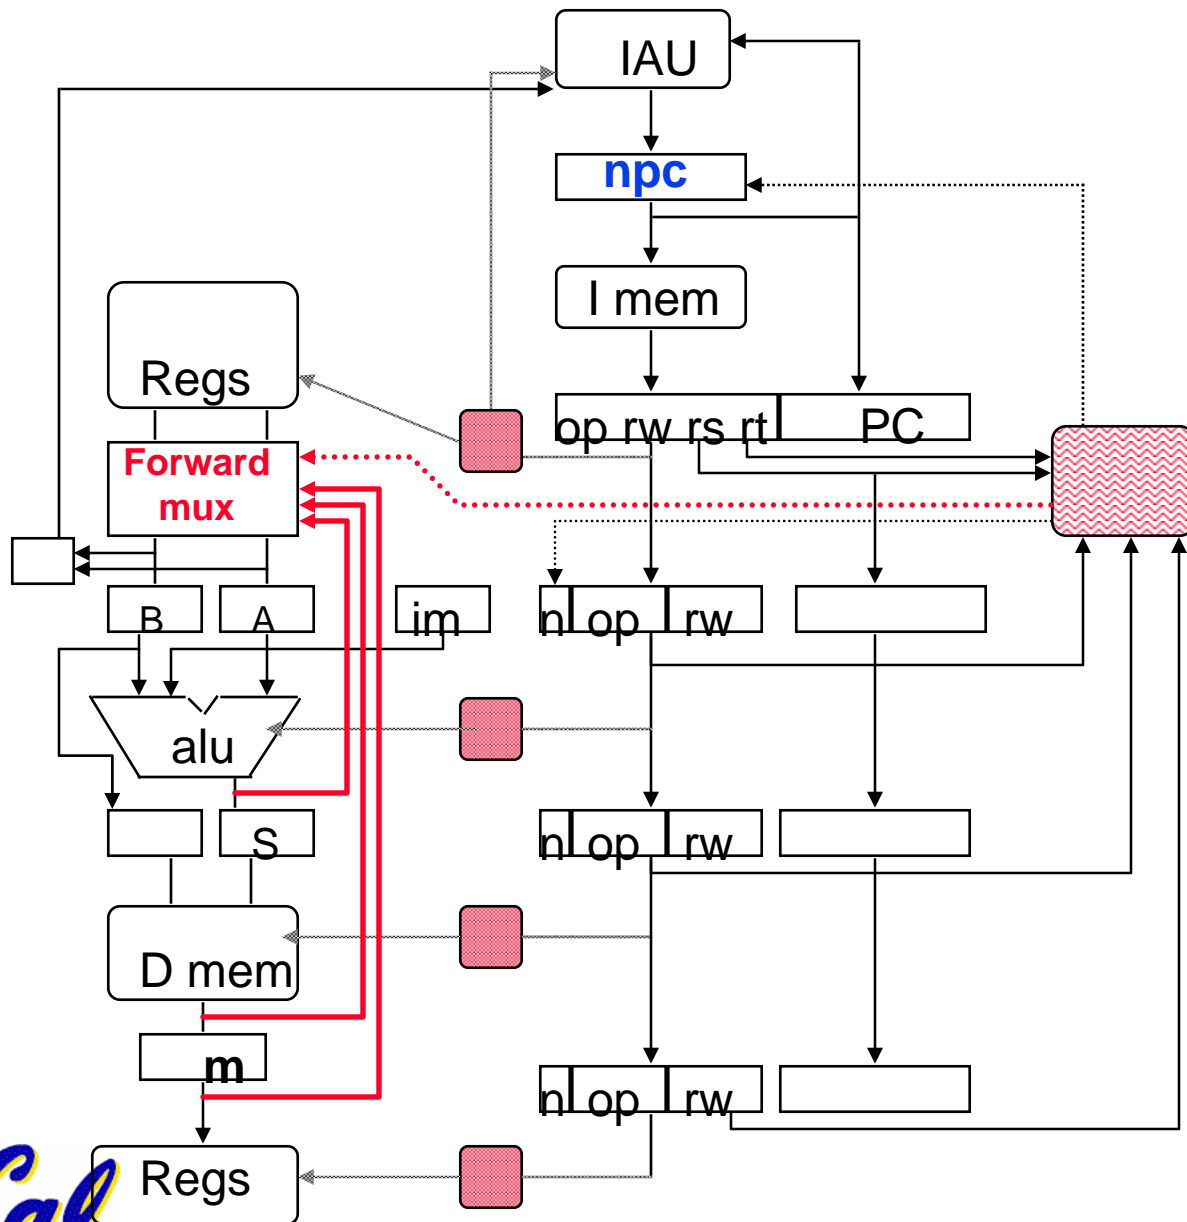 IAU
npc
I mem
Regs
op rw rs rt
PC
Forward
mux
B
A
im
n
op
rw
alu
S
n
op
rw
D mem
m
n
op
rw
Regs
Cal